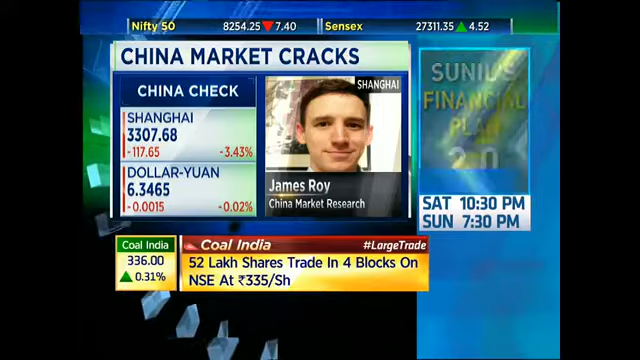 Nifty 50 8254.25 ▼ 7.40 Sensex 27311.35 ▲ 4.52
CHINA MARKET CRACKS
CHINA CHECK
SHANGHAI
3307.68
-117.65 -3.43%
DOLLAR-YUAN
6.3465
-0.0015 -0.02%
SHANGHAI
James Roy
China Market Research
SUNIL'S
FINANCIAL
PLAN
2.0
SAT 10:30 PM
SUN 7:30 PM
Coal India
336.00
▲ 0.31%
Coal India #LargeTrade
52 Lakh Shares Trade In 4 Blocks On
NSE At ₹335/Sh